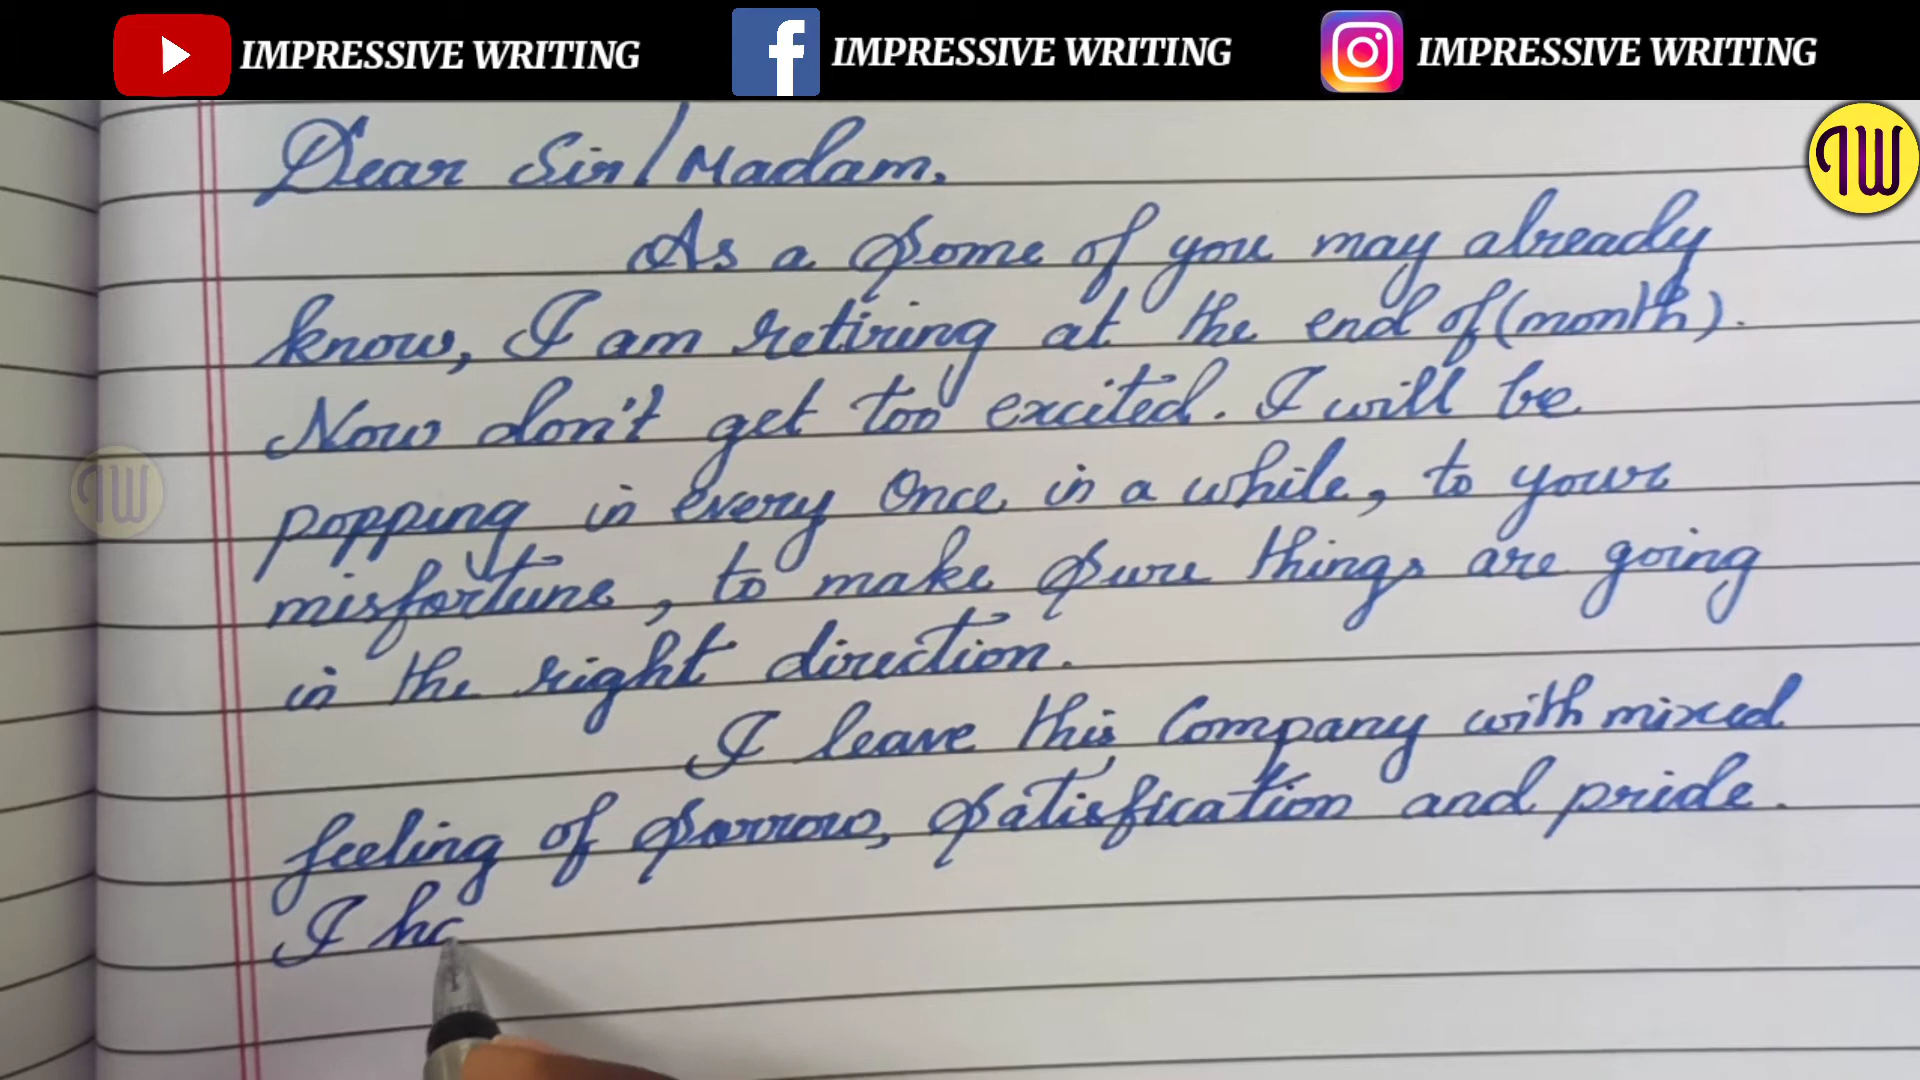 IMPRESSIVE WRITING IMPRESSIVE WRITING IMPRESSIVE WRITING
IW
Dear Sir/Madam,
As a some of you may already
know, I am retiring at the end of (month).
Now don't get too excited. I will be
popping in every Once in a while, to your
misfortune, to make sure things are going
in the right direction.
I leave this Company with mixed
feeling of sorrow, satisfication and pride.
I ha
IW